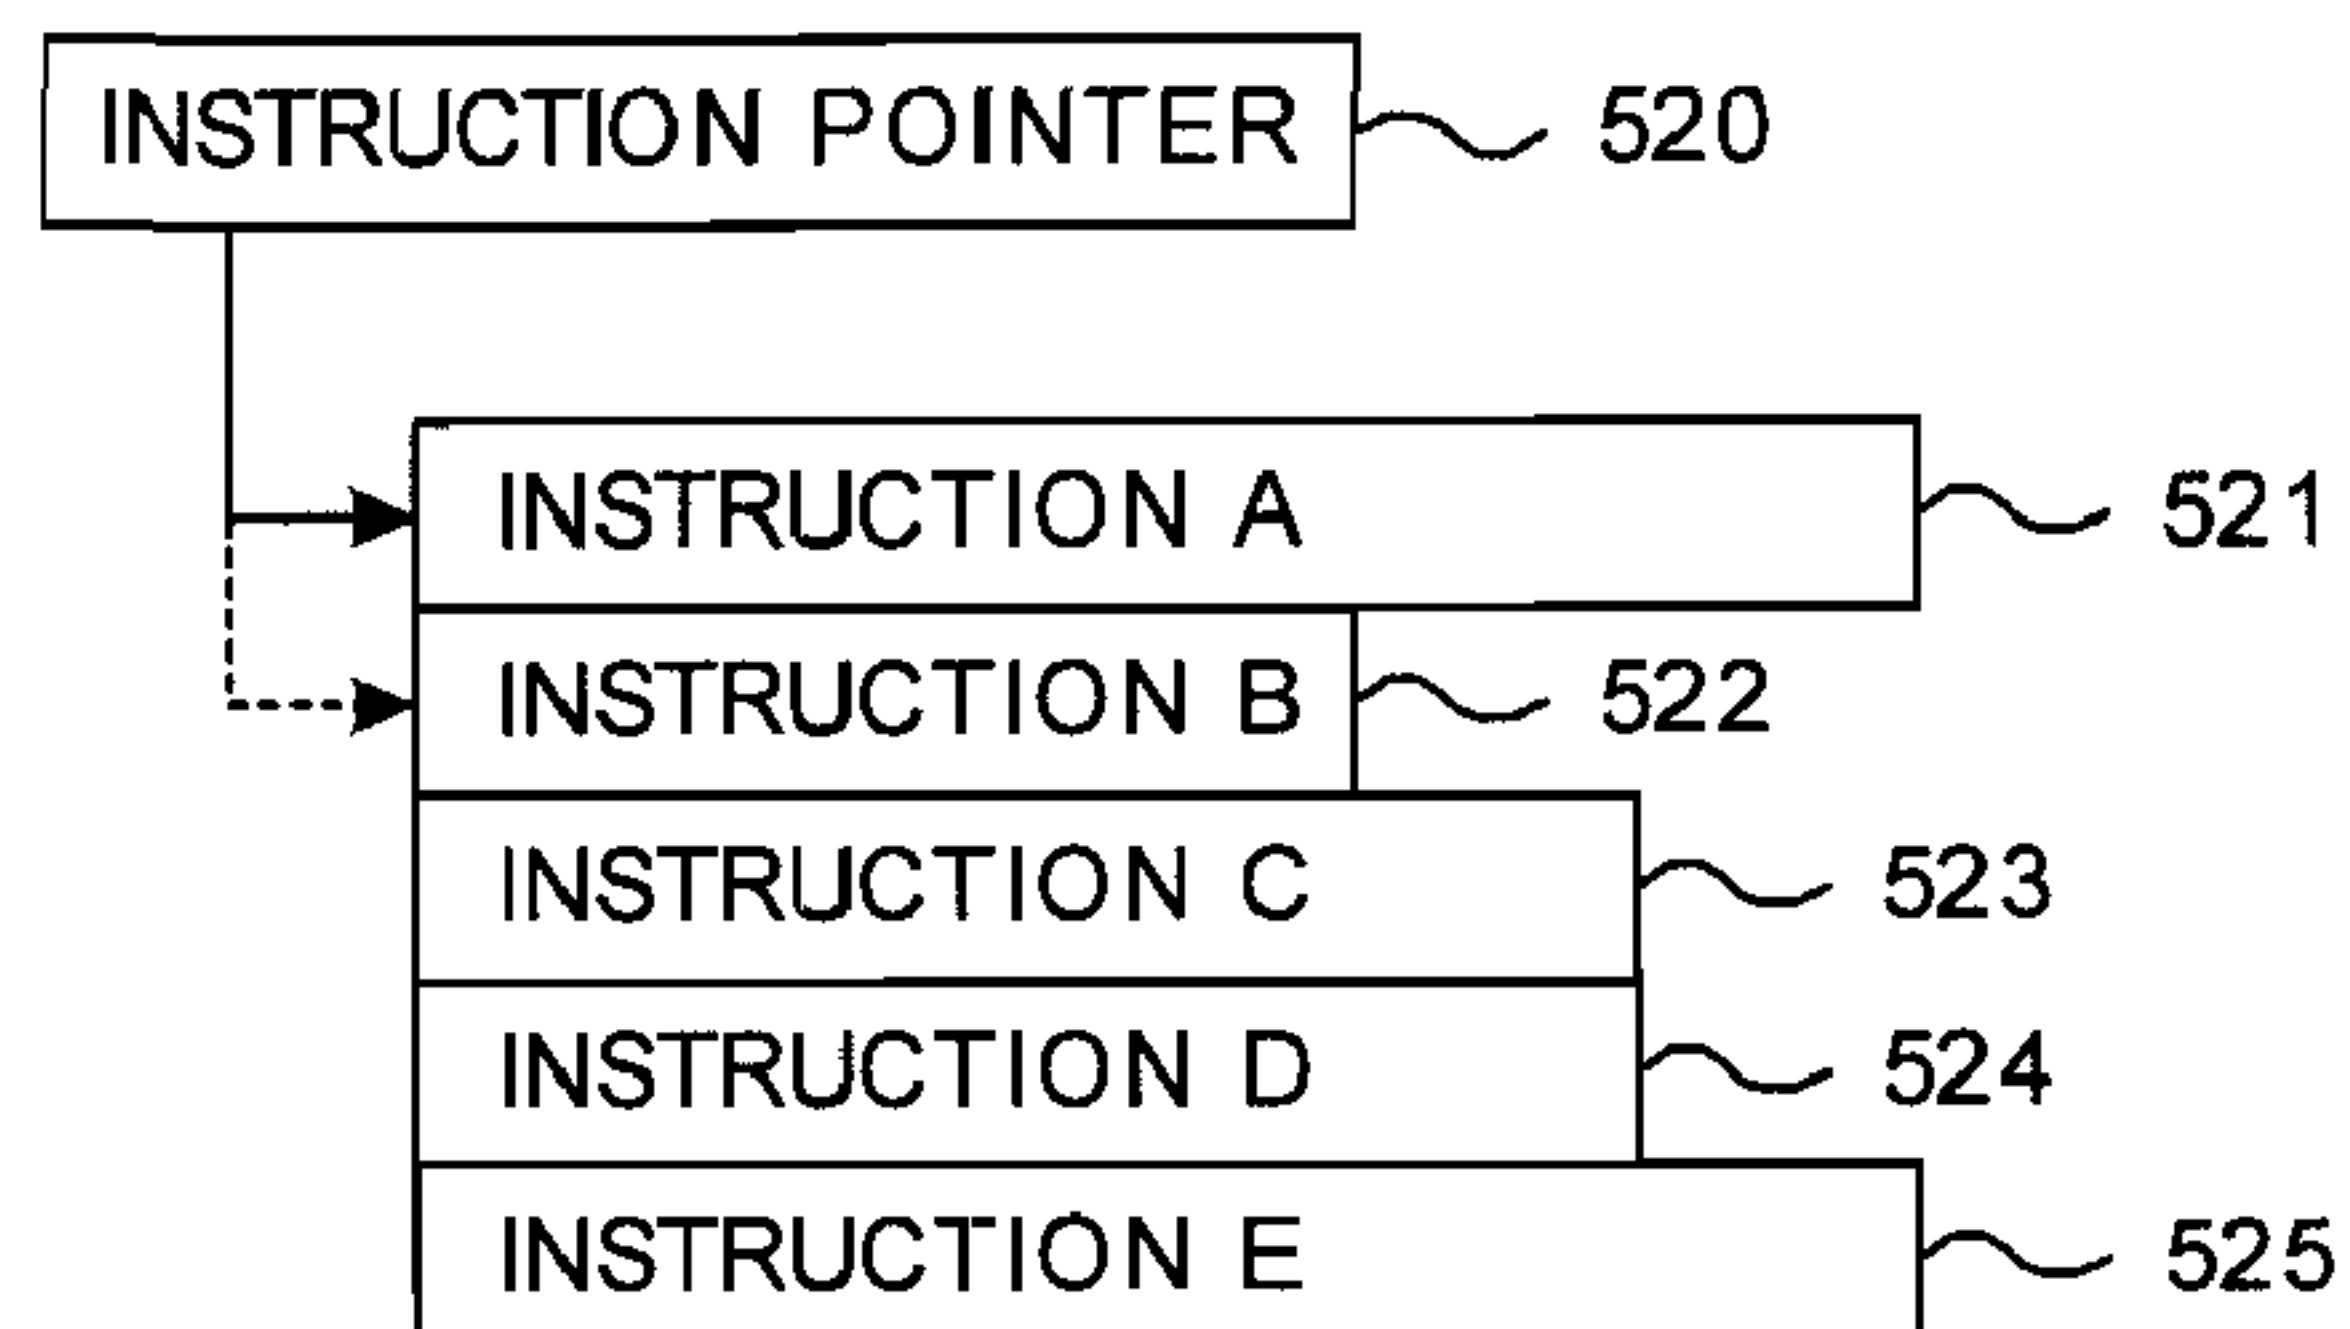 INSTRUCTION POINTER 520
INSTRUCTION A 521
INSTRUCTION B 522
INSTRUCTION C 523
INSTRUCTION D 524
INSTRUCTION E 525